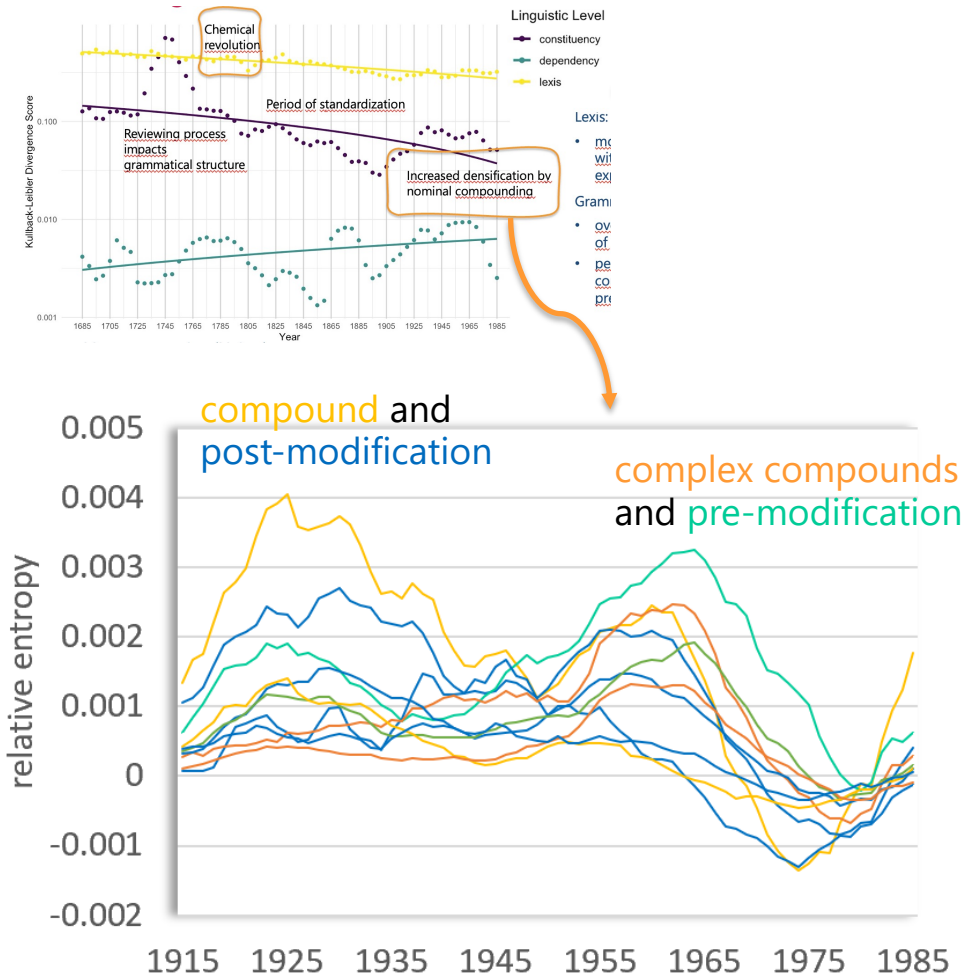 Linguistic Level
constituency
dependency
lexis
Chemical
revolution
Period of standardization
Reviewing process
impacts
grammatical structure
Increased densification by
nominal compounding
Kullback-Leibler Divergence Score
0.100
0.010
0.001
1685 1705 1725 1745 1765 1785 1805 1825 1845 1865 1885 1905 1925 1945 1965 1985
Year
Lexis:
compound and
post-modification
complex compounds
and pre-modification
relative entropy
0.005
0.004
0.003
0.002
0.001
0
-0.001
-0.002
1915 1925 1935 1945 1955 1965 1975 1985